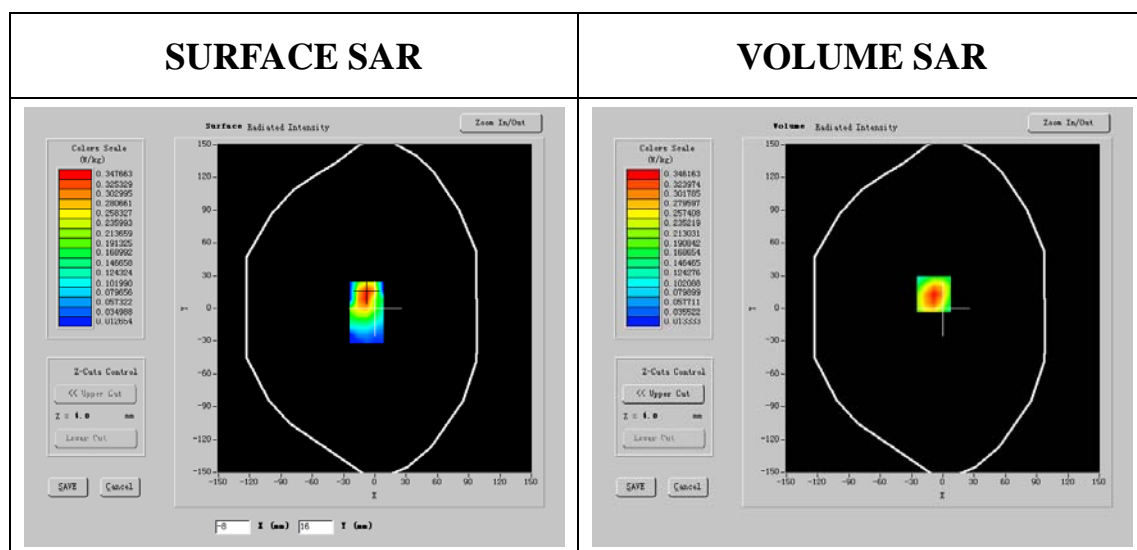 SURFACE SAR
VOLUME SAR
Surface Radiated Intensity
Zoom In/Out
Colors Scale
(W/kg)
0.347663
0.325329
0.302995
0.280661
0.258327
0.235993
0.213659
0.191325
0.168992
0.146658
0.124324
0.101990
0.079656
0.057322
0.034988
0.012654
150
120
90
60
30
0
-30
-60
-90
-120
-150
Y
-150 -120 -90 -60 -30 0 30 60 90 120 150
X
Z-Cuts Control
<< Upper Cut
Z = 4.0 mm
Lower Cut
SAVE Cancel
-8 X (mm) 16 Y (mm)
Volume Radiated Intensity
Zoom In/Out
Colors Scale
(W/kg)
0.346163
0.323974
0.301785
0.279597
0.257408
0.235219
0.213031
0.190842
0.168654
0.146465
0.124276
0.102088
0.079899
0.057711
0.035522
0.013333
150
120
90
60
30
0
-30
-60
-90
-120
-150
Y
-150 -120 -90 -60 -30 0 30 60 90 120 150
X
Z-Cuts Control
<< Upper Cut
Z = 4.0 mm
Lower Cut
SAVE Cancel